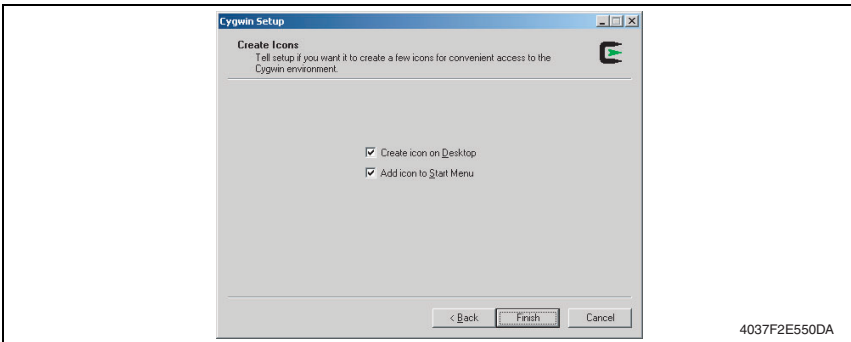 Cygwin Setup
Create Icons
Tell setup if you want it to create a few icons for convenient access to the
Cygwin environment.
Create icon on Desktop
Add icon to Start Menu
< Back
Finish
Cancel
4037F2E550DA